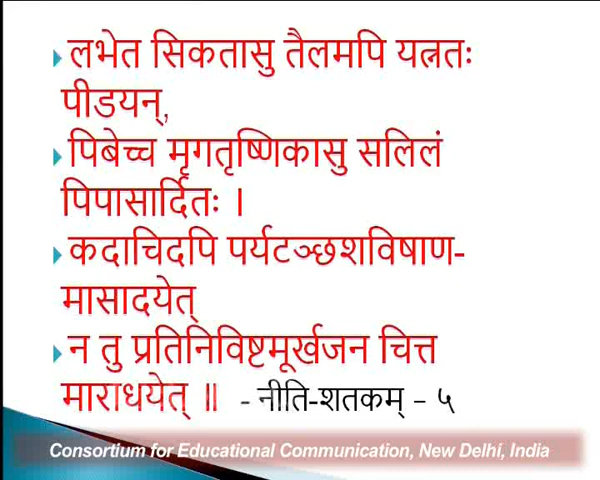 लभेत सिकतासु तैलमपि यत्नतः
पीडयन्,
पिबेच्च मृगतृष्णिकासु सलिलं
पिपासार्दितः ।
कदाचिदपि पर्यटञ्छशविषाण-
मासादयेत्
न तु प्रतिनिविष्टमूर्खजन चित्त
माराधयेत् ॥ - नीति-शतकम् – ५
Consortium for Educational Communication, New Delhi, India